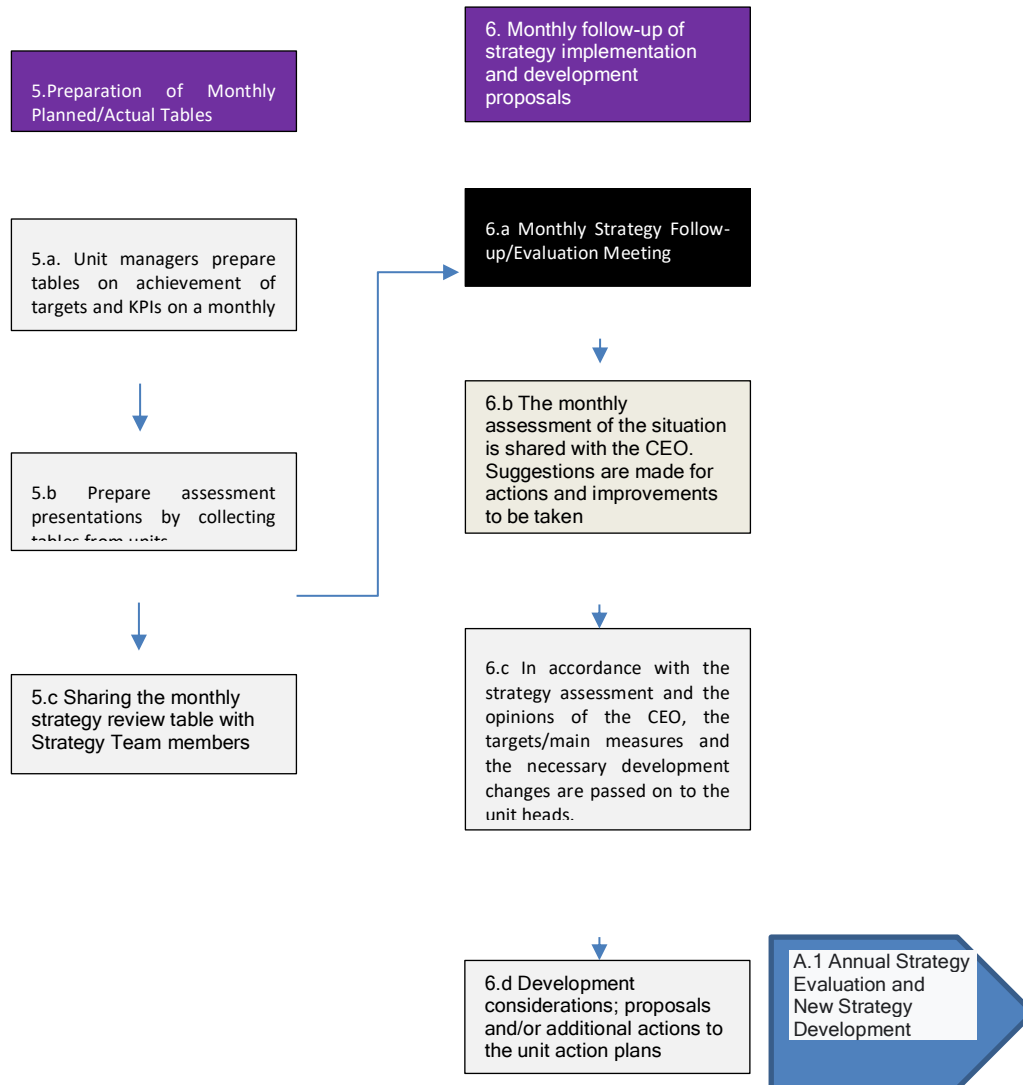 5.Preparation of Monthly
Planned/Actual Tables
5.a. Unit managers prepare
tables on achievement of
targets and KPIs on a monthly
5.b Prepare assessment
presentations by collecting
tables from units
5.c Sharing the monthly
strategy review table with
Strategy Team members
6. Monthly follow-up of
strategy implementation
and development
proposals
6.a Monthly Strategy Follow-
up/Evaluation Meeting
6.b The monthly
assessment of the situation
is shared with the CEO.
Suggestions are made for
actions and improvements
to be taken
6.c In accordance with the
strategy assessment and the
opinions of the CEO, the
targets/main measures and
the necessary development
changes are passed on to the
unit heads.
6.d Development
considerations; proposals
and/or additional actions to
the unit action plans
A.1 Annual Strategy
Evaluation and
New Strategy
Development